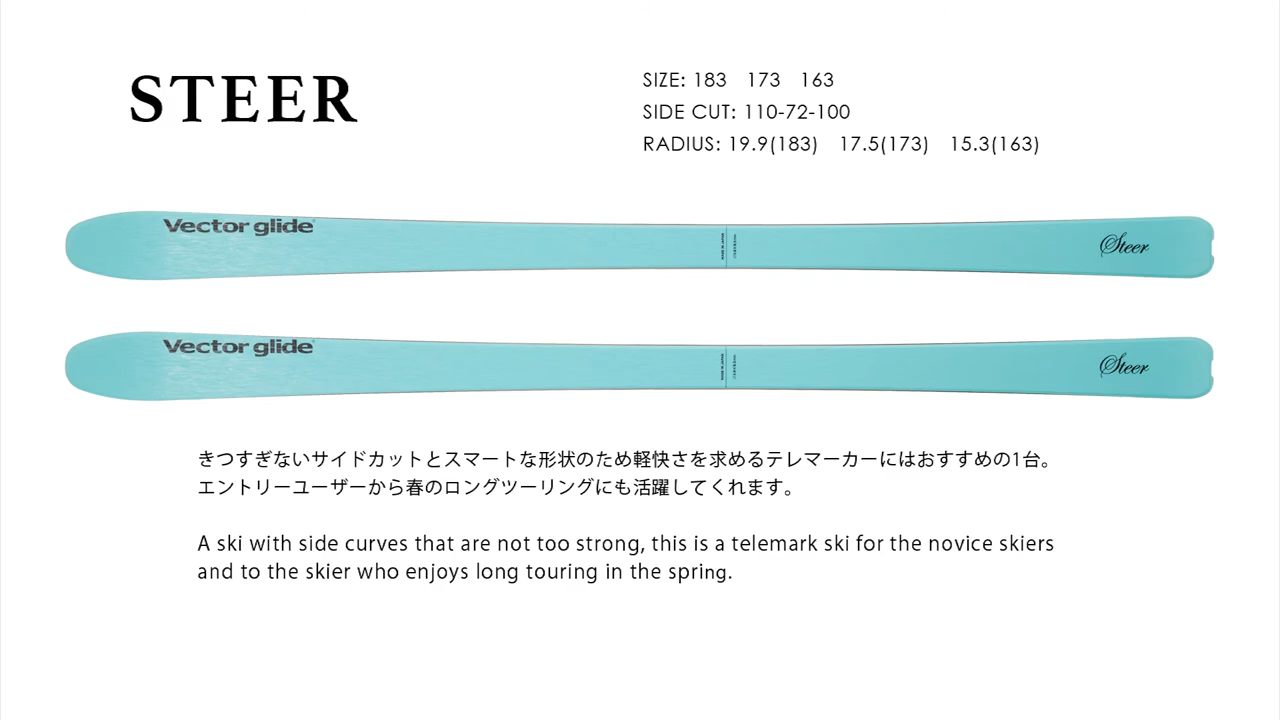 STEER
SIZE: 183 173 163
SIDE CUT: 110-72-100
RADIUS: 19.9(183) 17.5(173) 15.3(163)
Vector glide
Steer
Vector glide
Steer
きつすぎないサイドカットとスマートな形状のため軽快さを求めるテレマーカーにはおすすめの1台。
エントリーユーザーから春のロングツーリングにも活躍してくれます。
A ski with side curves that are not too strong, this is a telemark ski for the novice skiers
and to the skier who enjoys long touring in the spring.